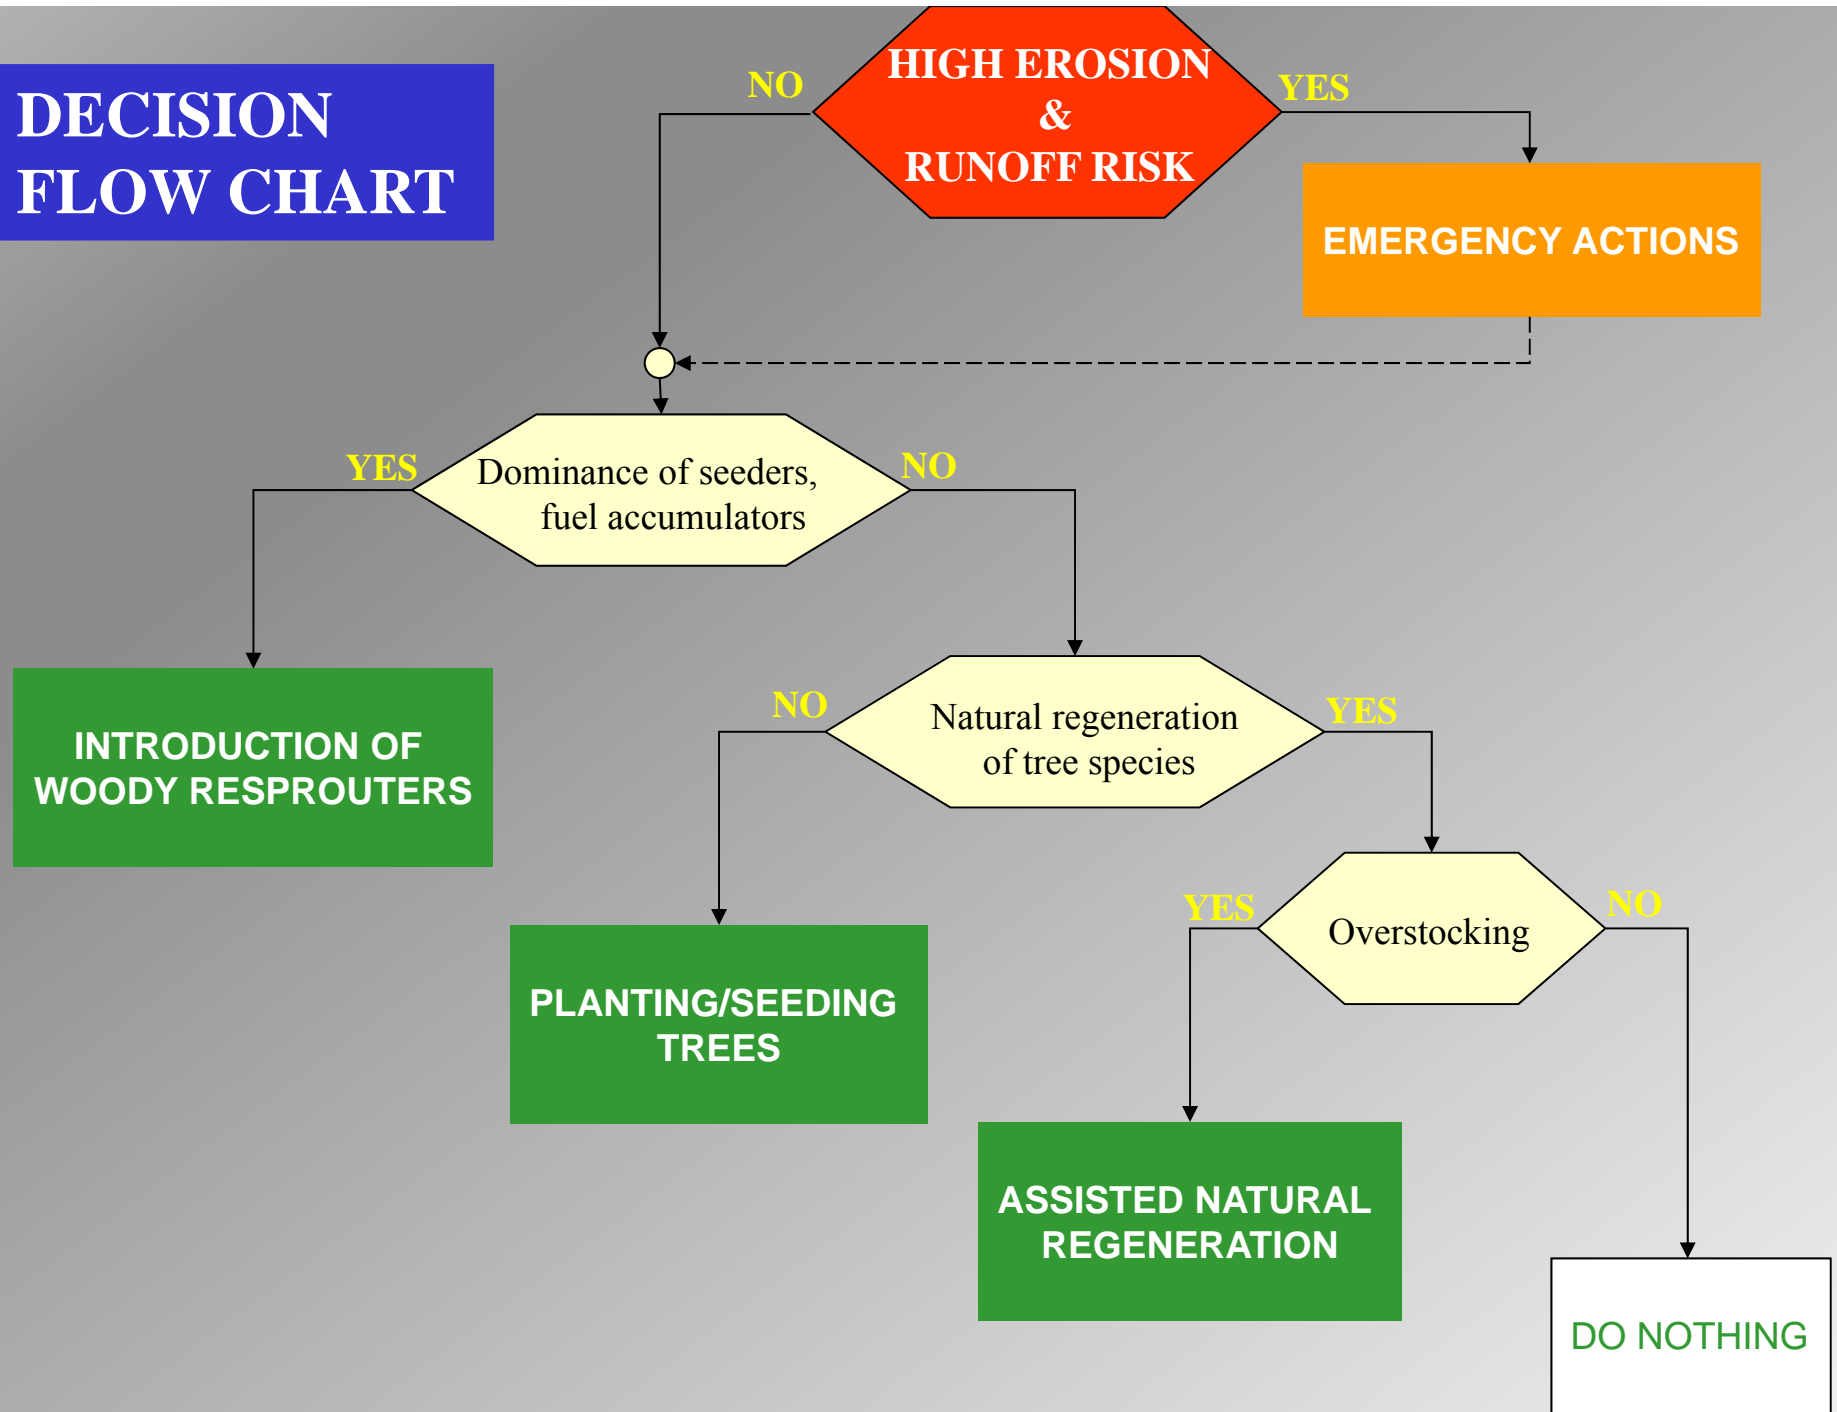 DECISION
FLOW CHART
NO
HIGH EROSION
&
RUNOFF RISK
YES
EMERGENCY ACTIONS
YES
Dominance of seeders,
fuel accumulators
NO
INTRODUCTION OF
WOODY RESPROUTERS
NO
Natural regeneration
of tree species
YES
PLANTING/SEEDING
TREES
YES
Overstocking
NO
ASSISTED NATURAL
REGENERATION
DO NOTHING